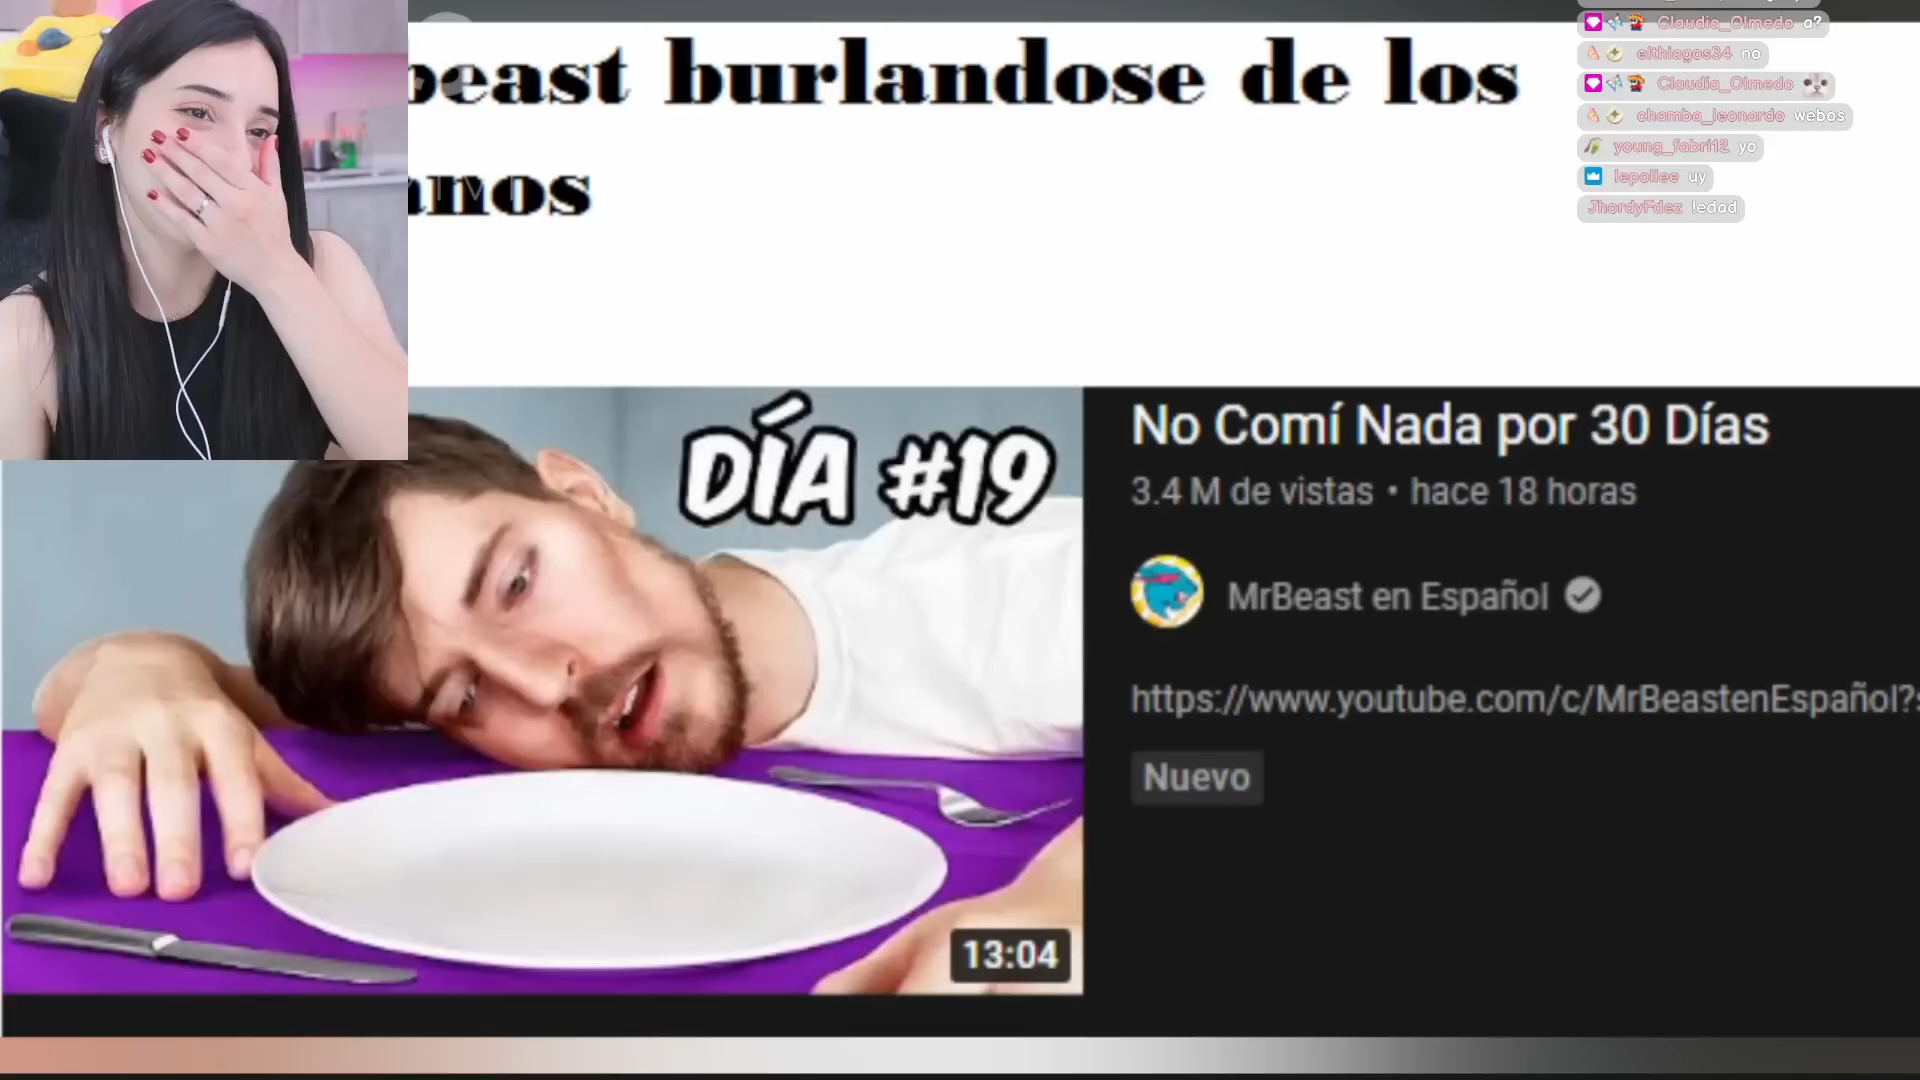 beast burlandose de los
anos
DÍA #19
13:04
No Comí Nada por 30 Días
3.4 M de vistas • hace 18 horas
MrBeast en Español
https://www.youtube.com/c/MrBeastenEspañol?s
Nuevo
Claudia_Olmedo a?
elthiagos34 no
Claudia_Olmedo
chamba_leonardo webos
young_fabri12 yo
lepollee uy
JhordyFdez !edad